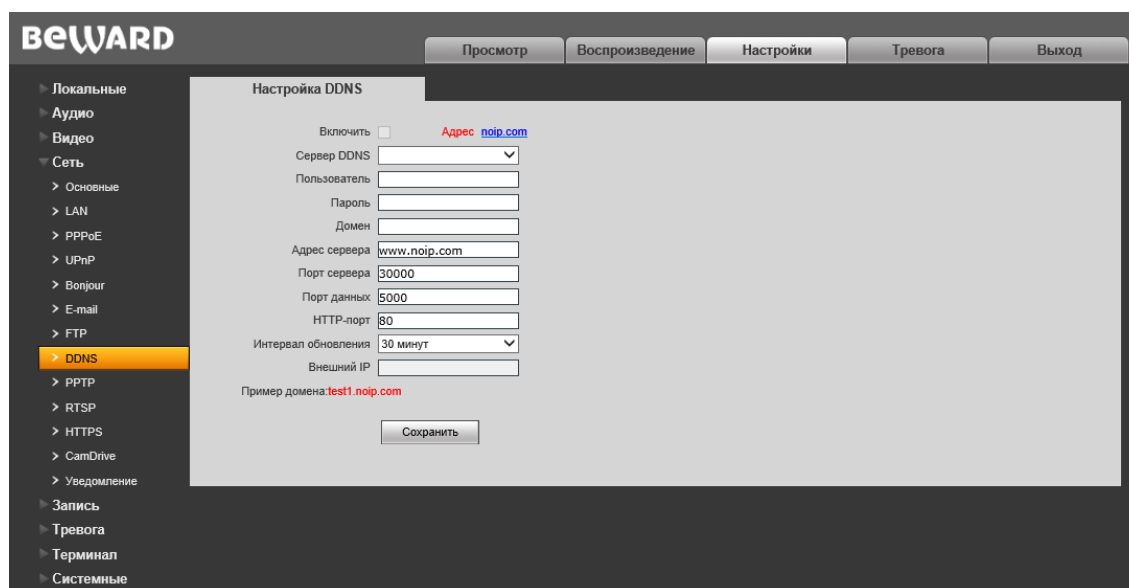 BEWARD
Просмотр Воспроизведение Настройки Тревога Выход
Локальные
Аудио
Видео
Сеть
Основные
LAN
PPPoE
UPnP
Bonjour
E-mail
FTP
DDNS
PPTP
RTSP
HTTPS
CamDrive
Уведомление
Запись
Тревога
Терминал
Системные
Настройка DDNS
Включить Адрес noip.com
Сервер DDNS
Пользователь
Пароль
Домен
Адрес сервера www.noip.com
Порт сервера 30000
Порт данных 5000
HTTP-порт 80
Интервал обновления 30 минут
Внешний IP
Пример домена:test1.noip.com
Сохранить